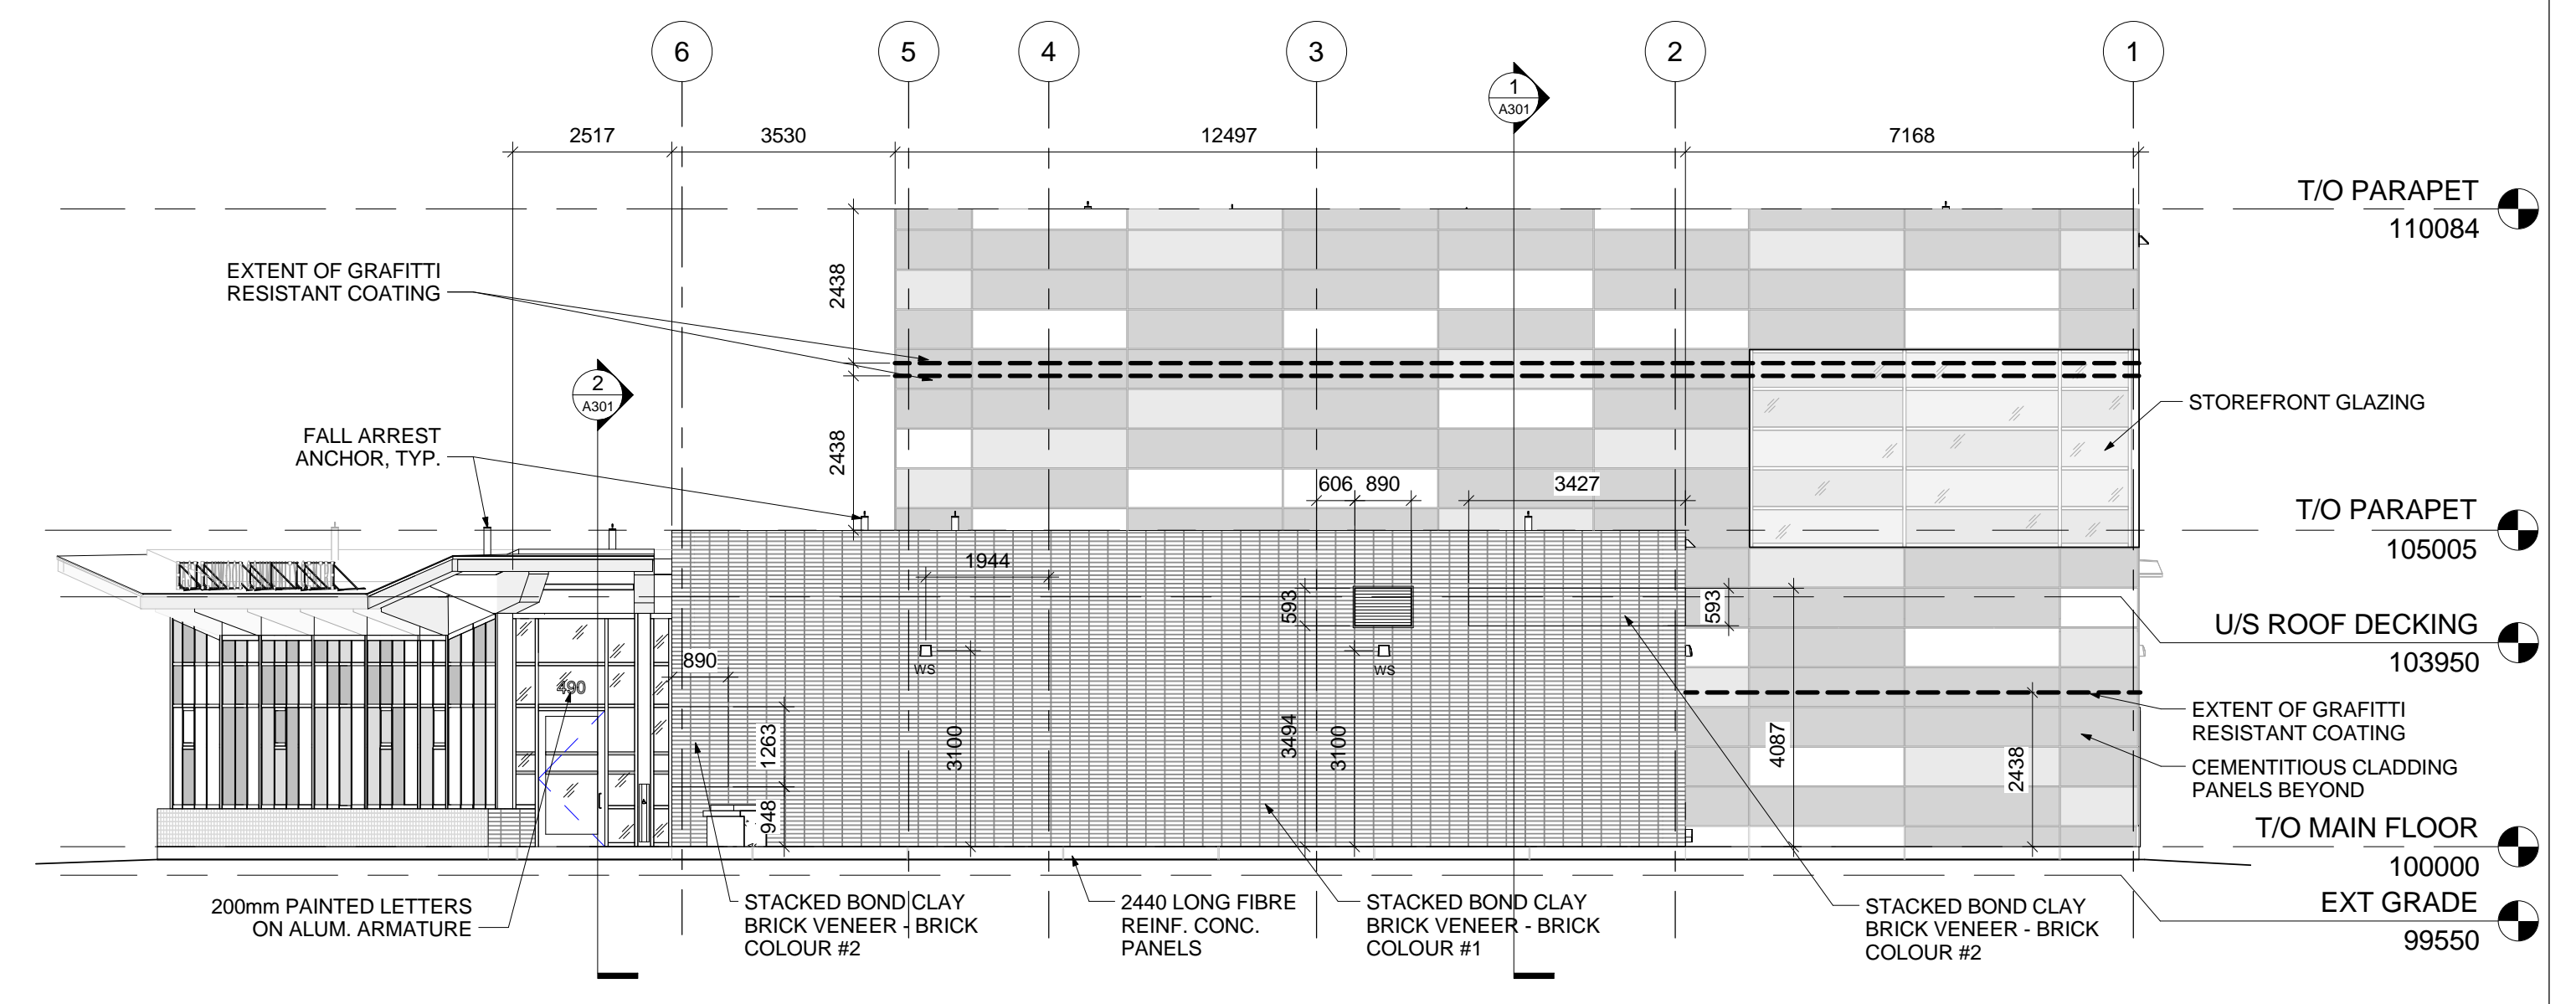 6
5
4
3
2
1
1
A301
2517
3530
12497
7168
T/O PARAPET
110084
EXTENT OF GRAFITTI
RESISTANT COATING
2438
2
A301
2438
STOREFRONT GLAZING
FALL ARREST
ANCHOR, TYP.
606
890
3427
T/O PARAPET
105005
1944
593
593
U/S ROOF DECKING
103950
890
WS
WS
490
EXTENT OF GRAFITTI
RESISTANT COATING
1263
3100
3494
3100
4087
2438
CEMENTITIOUS CLADDING
PANELS BEYOND
948
T/O MAIN FLOOR
100000
200mm PAINTED LETTERS
ON ALUM. ARMATURE
STACKED BOND CLAY
BRICK VENEER - BRICK
COLOUR #2
2440 LONG FIBRE
REINF. CONC.
PANELS
STACKED BOND CLAY
BRICK VENEER - BRICK
COLOUR #1
STACKED BOND CLAY
BRICK VENEER - BRICK
COLOUR #2
EXT GRADE
99550